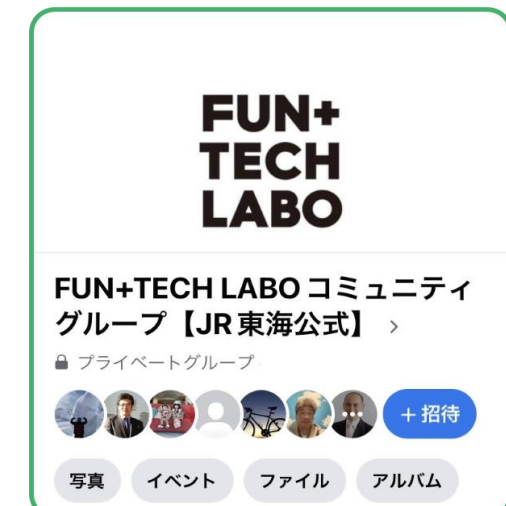 FUN+
TECH
LABO
FUN+TECH LABO コミュニティ
グループ【JR東海公式】 >
プライベートグループ
+ 招待
写真 イベント ファイル アルバム